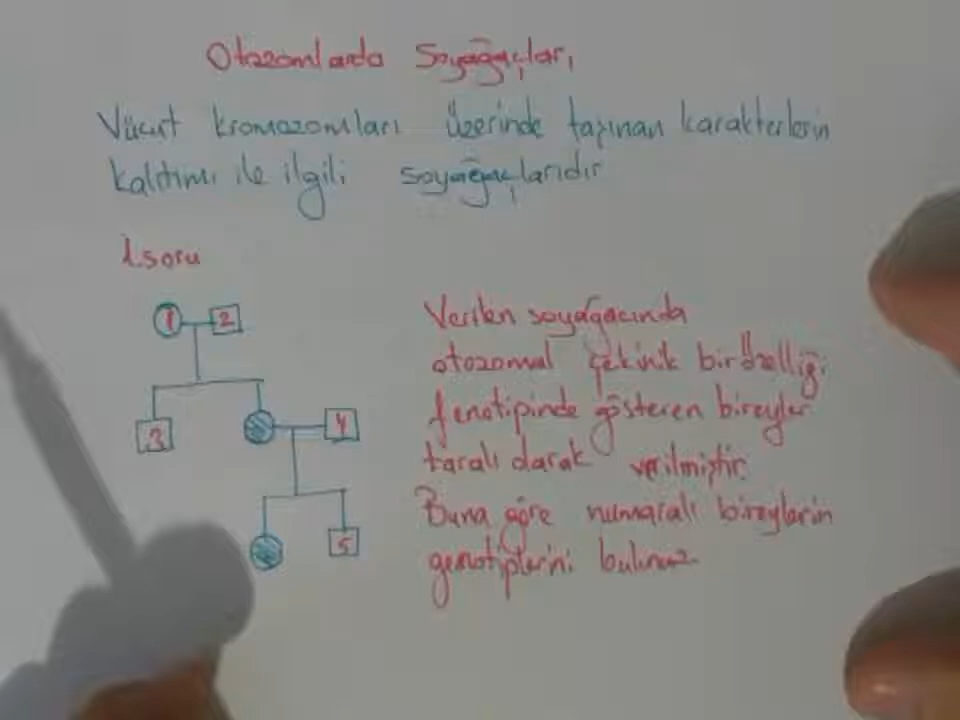 Otozomlarda Soyağaçları
Vücut kromozomları üzerinde taşınan karakterlerin
kalıtımı ile ilgili soyağaçlarıdır
1.soru
1 2
3 4
5
Verilen soyağacında
otozomal çekinik bir özelliği
fenotipinde gösteren bireyler
taralı olarak verilmiştir.
Buna göre numaralı bireylerin
genotiplerini bulunuz